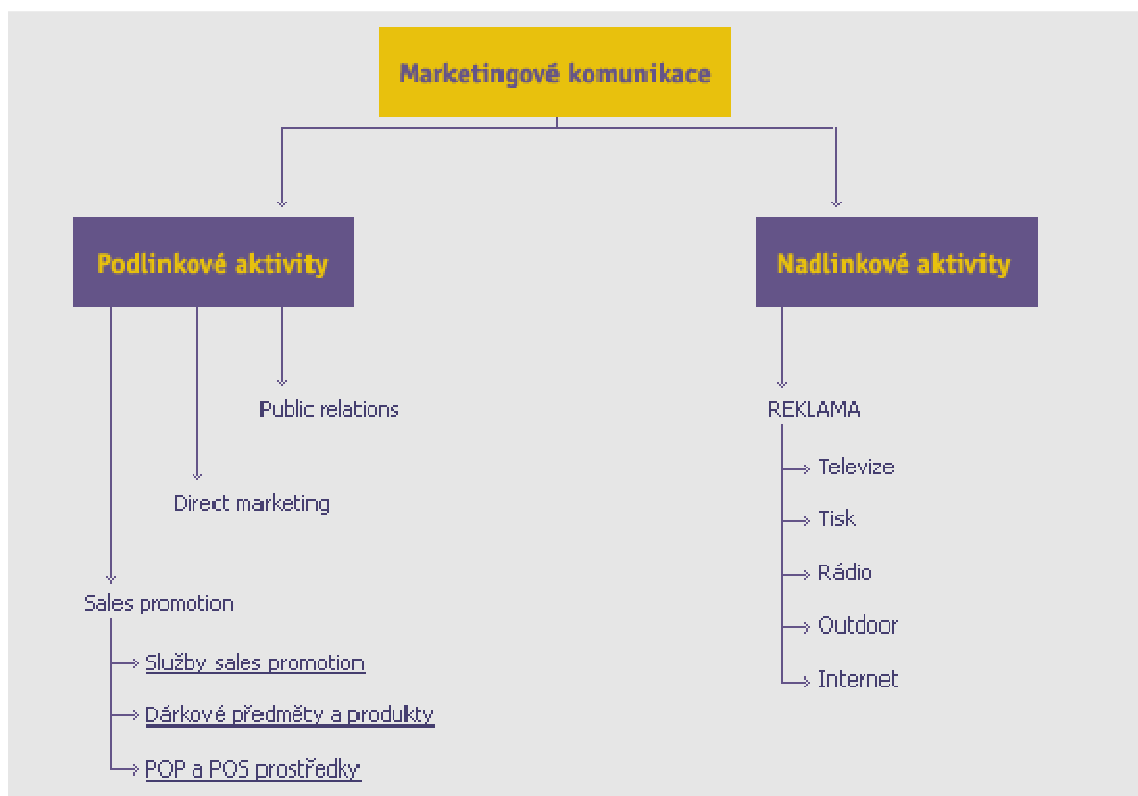 Marketingové komunikace
Podlinkové aktivity
Nadlinkové aktivity
Public relations
Direct marketing
Sales promotion
Služby sales promotion
Dárkové předměty a produkty
POP a POS prostředky
REKLAMA
Televize
Tisk
Rádio
Outdoor
Internet